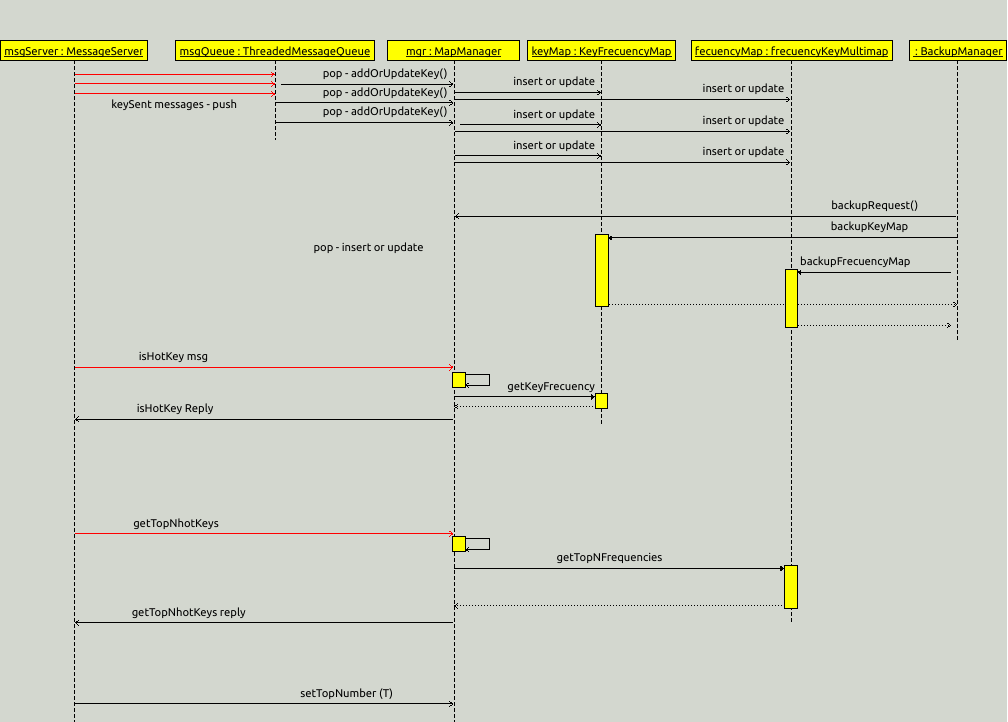 msgServer : MessageServer
msgQueue : ThreadedMessageQueue
mgr : MapManager
keyMap : KeyFrecuencyMap
fecuencyMap : frecuencyKeyMultimap
: BackupManager
pop - addOrUpdateKey()
insert or update
insert or update
pop - addOrUpdateKey()
keySent messages - push
pop - addOrUpdateKey()
insert or update
insert or update
insert or update
insert or update
backupRequest()
backupKeyMap
pop - insert or update
backupFrecuencyMap
isHotKey msg
getKeyFrecuency
isHotKey Reply
getTopNhotKeys
getTopNFrequencies
getTopNhotKeys reply
setTopNumber (T)